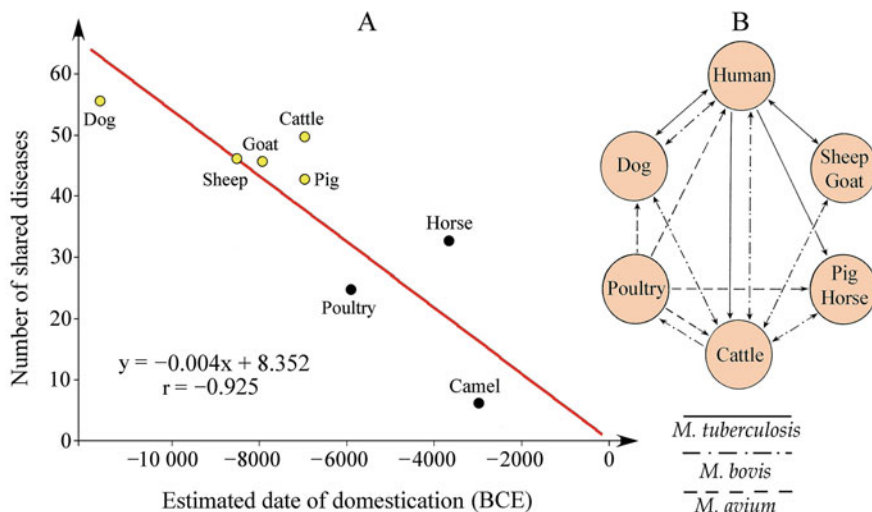 A
B
Number of shared diseases
60
50
40
30
20
10
0
Dog
Sheep
Goat
Cattle
Pig
Horse
Poultry
Camel
y = −0.004x + 8.352
r = −0.925
−10 000
−8000
−6000
−4000
−2000
0
Estimated date of domestication (BCE)
Human
Dog
Sheep
Goat
Poultry
Pig
Horse
Cattle
M. tuberculosis
M. bovis
M. avium